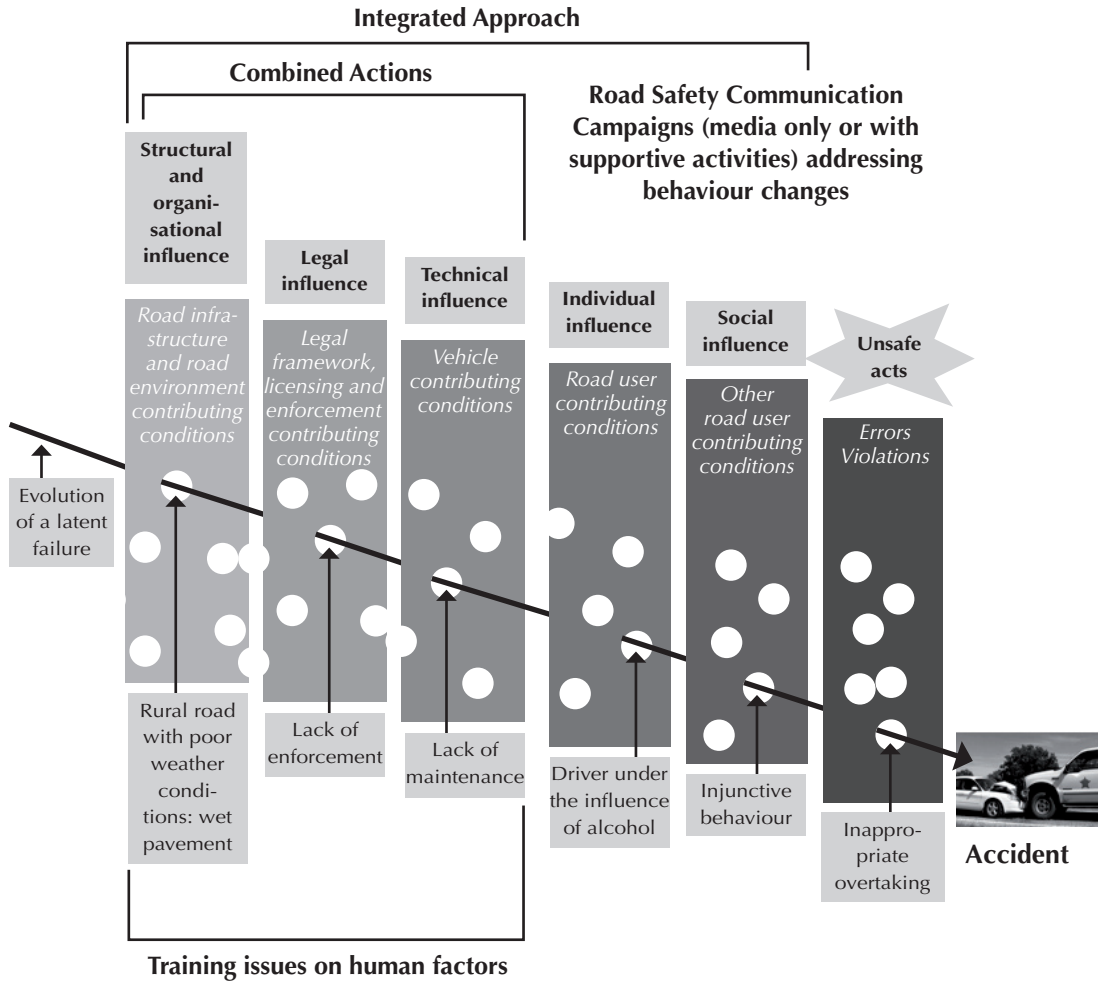 Integrated Approach
Combined Actions
Road Safety Communication
Campaigns (media only or with
supportive activities) addressing
behaviour changes
Structural
and
organi-
sational
influence
Legal
influence
Technical
influence
Individual
influence
Social
influence
Unsafe
acts
Road infra-
structure
and road
environment
contributing
conditions
Legal
framework,
licensing and
enforcement
contributing
conditions
Vehicle
contributing
conditions
Road user
contributing
conditions
Other
road user
contributing
conditions
Errors
Violations
Evolution
of a latent
failure
Rural road
with poor
weather
condi-
tions: wet
pavement
Lack of
enforcement
Lack of
maintenance
Driver under
the influence
of alcohol
Injunctive
behaviour
Inappro-
priate
overtaking
Accident
Training issues on human factors